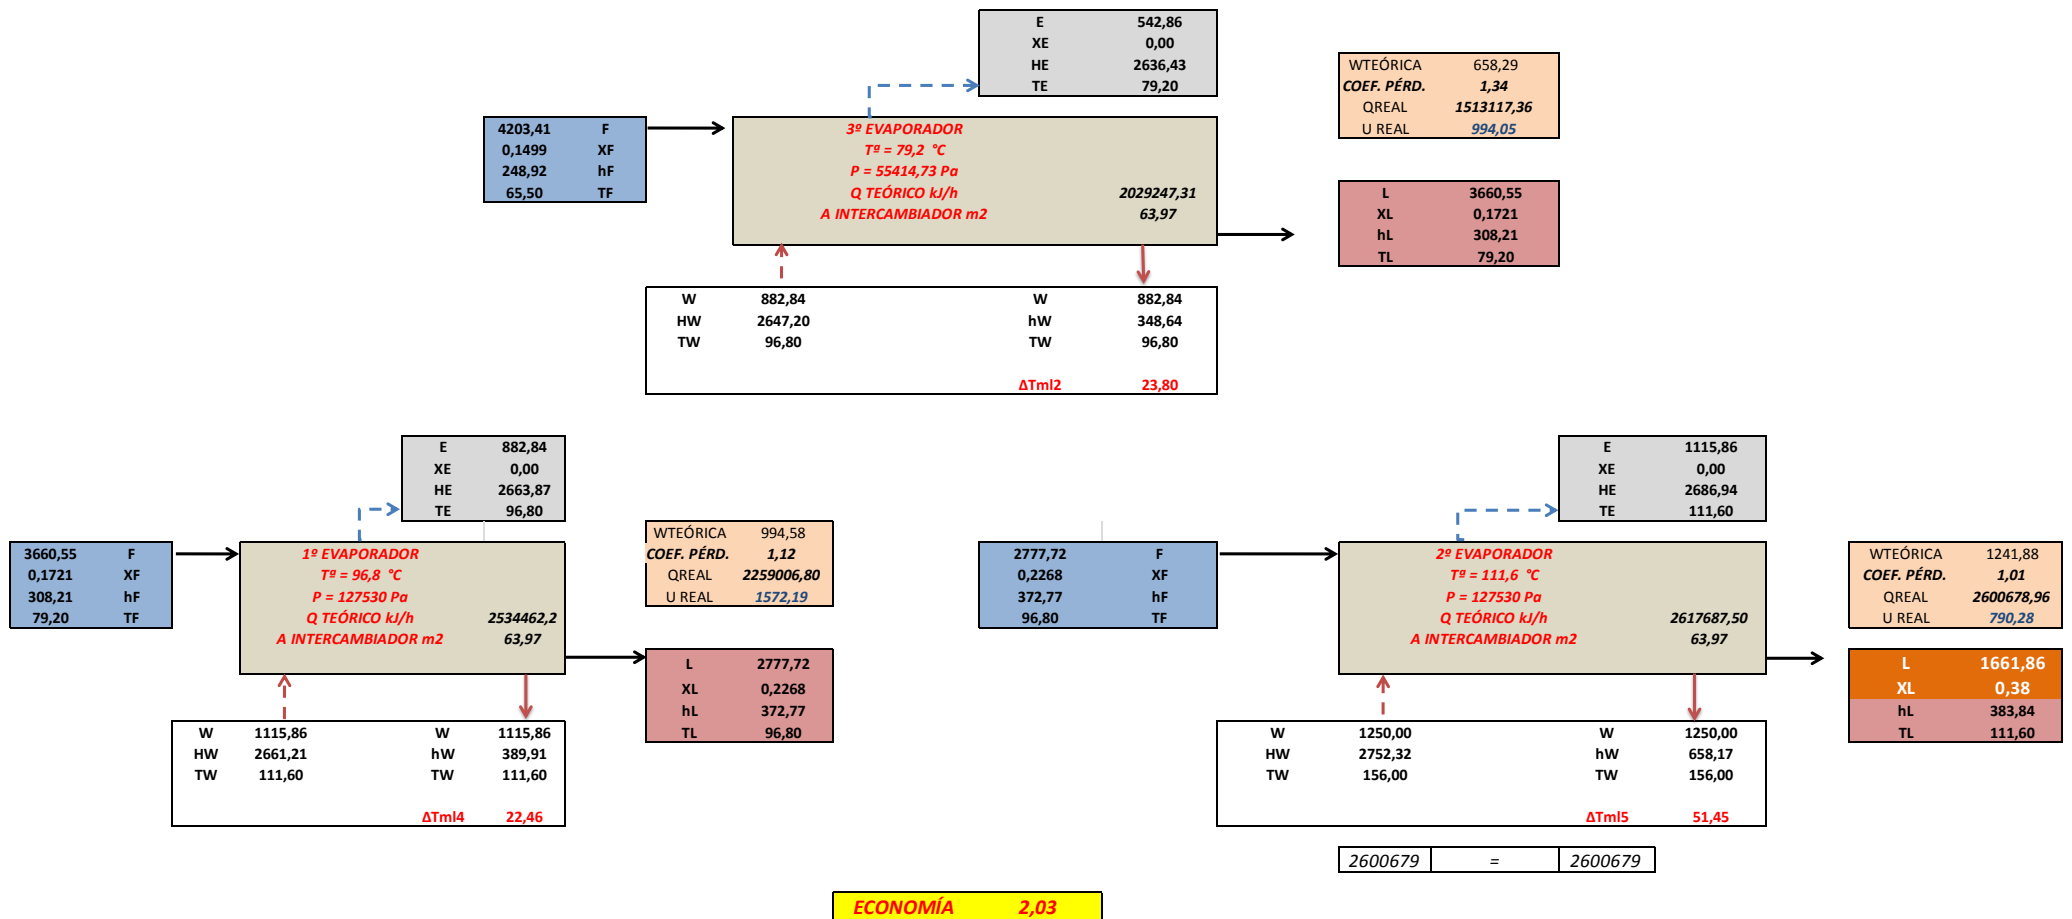 E 542,86
XE 0,00
HE 2636,43
TE 79,20
WTEÓRICA 658,29
COEF. PÉRD. 1,34
QREAL 1513117,36
U REAL 994,05
4203,41 F
0,1499 XF
248,92 hF
65,50 TF
3º EVAPORADOR
Tª = 79,2 °C
P = 55414,73 Pa
Q TEÓRICO kJ/h 2029247,31
A INTERCAMBIADOR m2 63,97
L 3660,55
XL 0,1721
hL 308,21
TL 79,20
W 882,84 W 882,84
HW 2647,20 hW 348,64
TW 96,80 TW 96,80
ΔTml2 23,80
E 882,84
XE 0,00
HE 2663,87
TE 96,80
3660,55 F
0,1721 XF
308,21 hF
79,20 TF
1º EVAPORADOR
Tª = 96,8 °C
P = 127530 Pa
Q TEÓRICO kJ/h 2534462,2
A INTERCAMBIADOR m2 63,97
WTEÓRICA 994,58
COEF. PÉRD. 1,12
QREAL 2259006,80
U REAL 1572,19
L 2777,72
XL 0,2268
hL 372,77
TL 96,80
W 1115,86 W 1115,86
HW 2661,21 hW 389,91
TW 111,60 TW 111,60
ΔTml4 22,46
E 1115,86
XE 0,00
HE 2686,94
TE 111,60
2777,72 F
0,2268 XF
372,77 hF
96,80 TF
2º EVAPORADOR
Tª = 111,6 °C
P = 127530 Pa
Q TEÓRICO kJ/h 2617687,50
A INTERCAMBIADOR m2 63,97
WTEÓRICA 1241,88
COEF. PÉRD. 1,01
QREAL 2600678,96
U REAL 790,28
L 1661,86
XL 0,38
hL 383,84
TL 111,60
W 1250,00 W 1250,00
HW 2752,32 hW 658,17
TW 156,00 TW 156,00
ΔTml5 51,45
2600679 = 2600679
ECONOMÍA 2,03